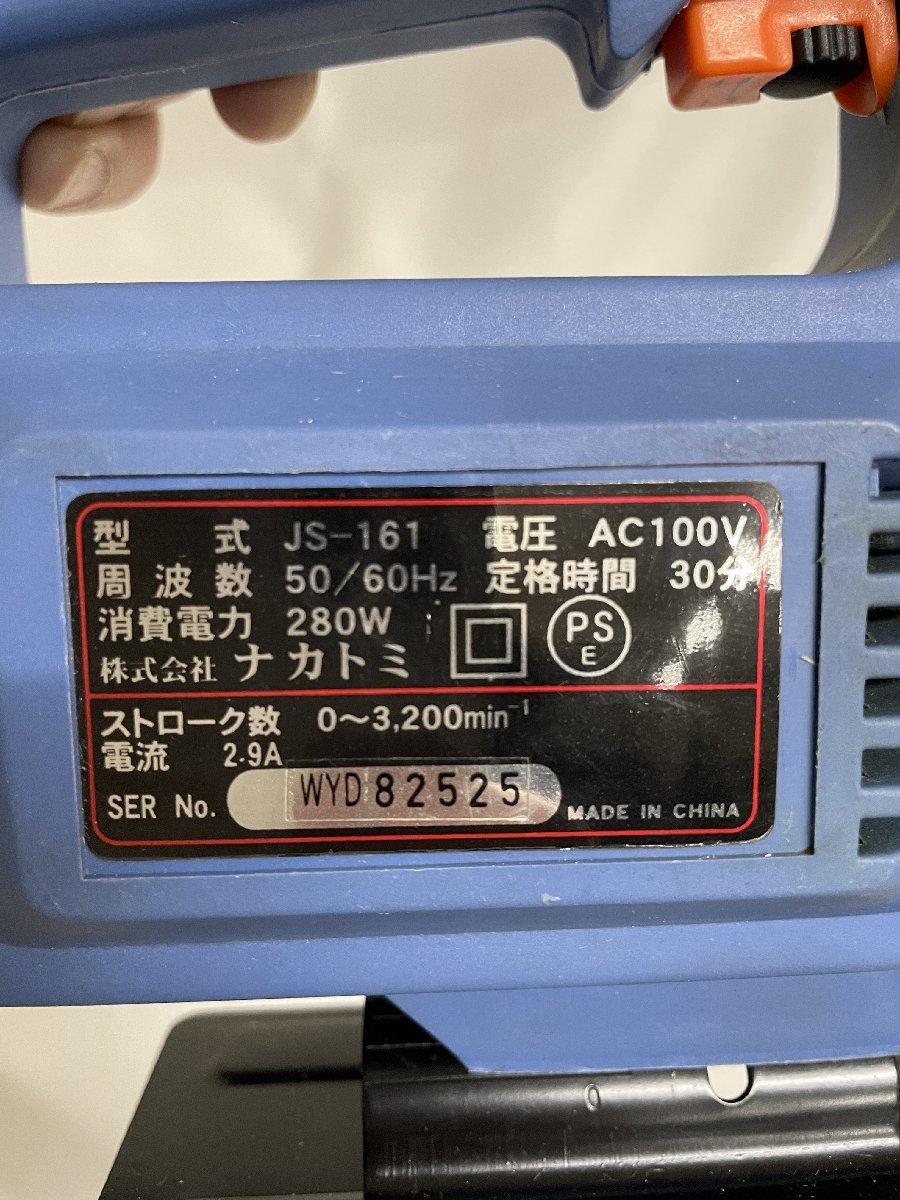 型式 JS-161 電圧 AC100V
周波数 50/60Hz 定格時間 30分
消費電力 280W PS E
株式会社 ナカトミ
ストローク数 0〜3,200min⁻¹
電流 2.9A
SER No. WYD82525 MADE IN CHINA
0